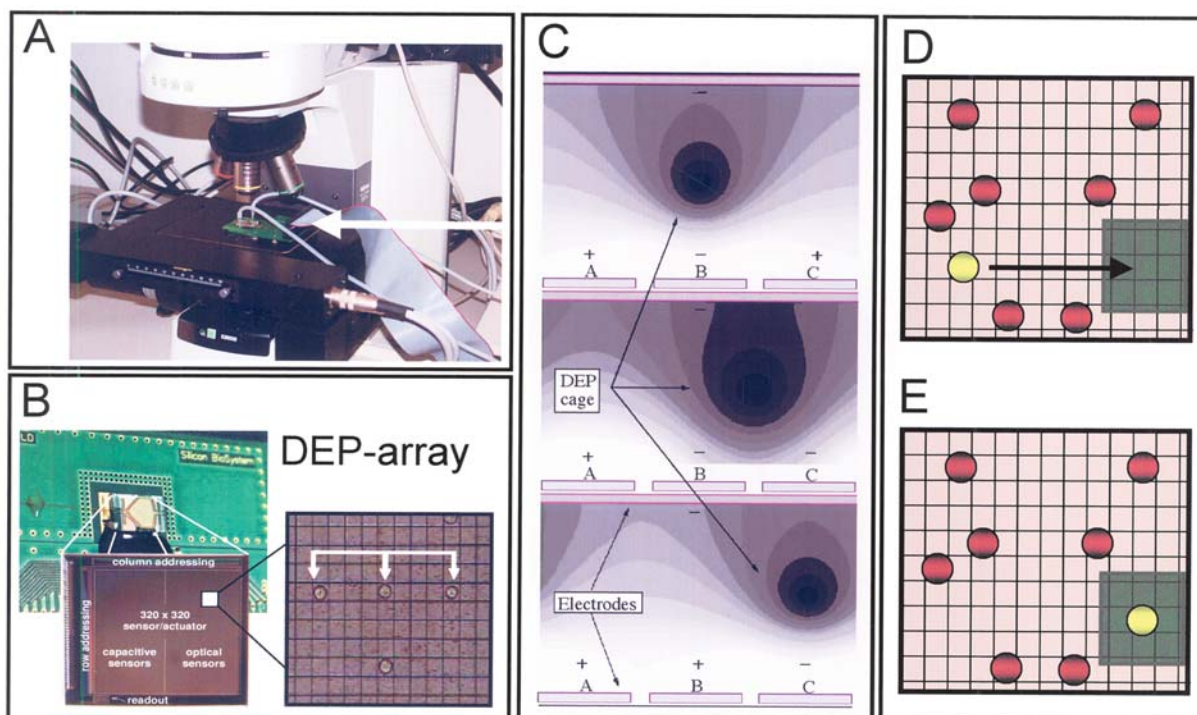 A
B
LD
Silicon BioSystem
DEP-array
column addressing
row addressing
320 x 320
sensor/actuator
capacitive
sensors
optical
sensors
readout
C
−
+ − +
A B C
−
DEP
cage
+ − −
A B C
−
Electrodes
+ + −
A B C
D
E